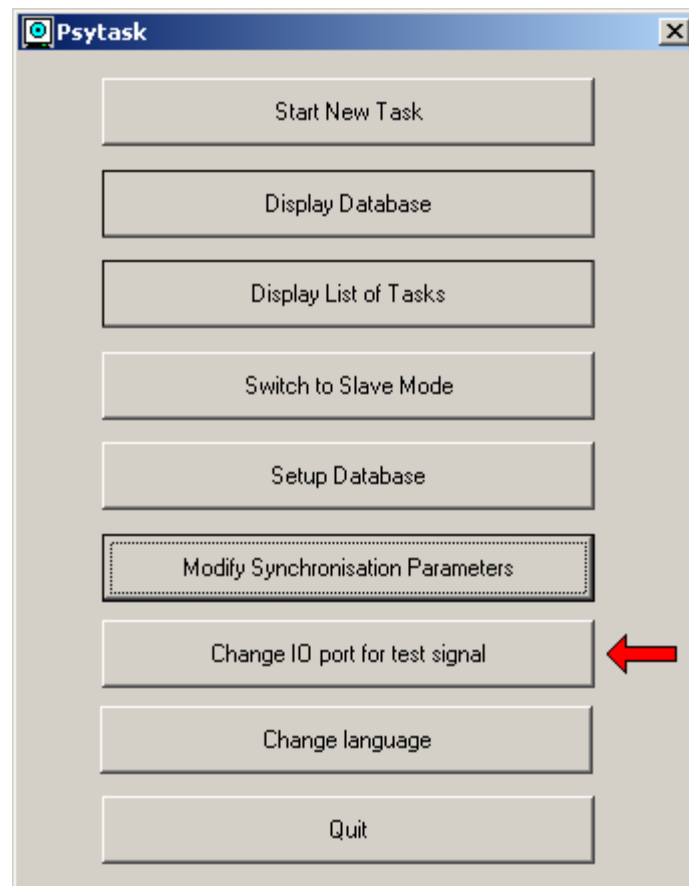 Psytask
Start New Task
Display Database
Display List of Tasks
Switch to Slave Mode
Setup Database
Modify Synchronisation Parameters
Change IO port for test signal
Change language
Quit